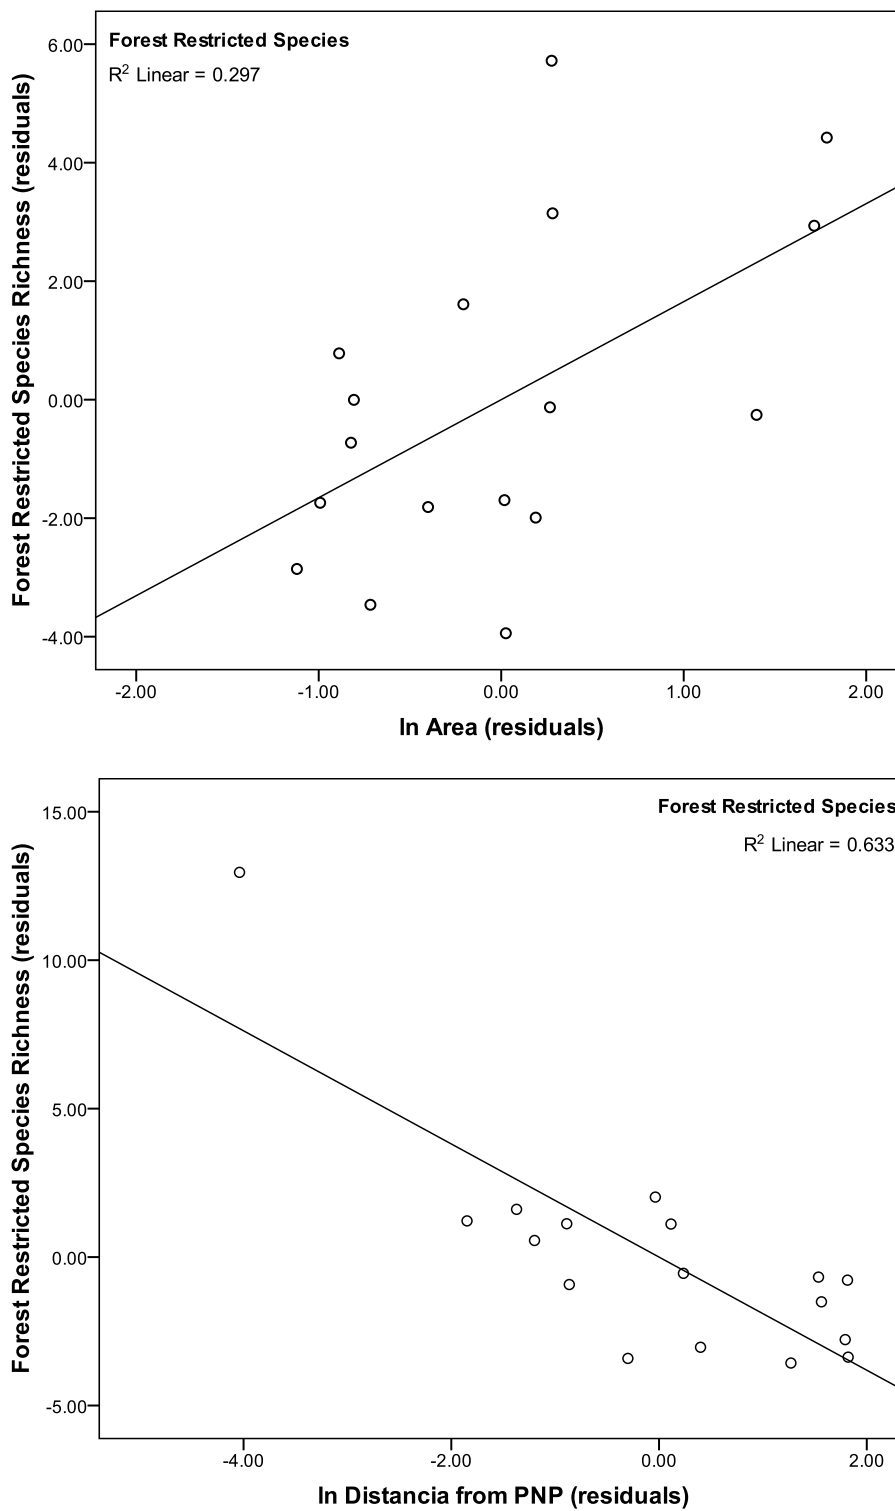 Forest Restricted Species
R² Linear = 0.297
Forest Restricted Species Richness (residuals)
6.00
4.00
2.00
0.00
-2.00
-4.00
-2.00 -1.00 0.00 1.00 2.00
ln Area (residuals)
Forest Restricted Species
R² Linear = 0.633
Forest Restricted Species Richness (residuals)
15.00
10.00
5.00
0.00
-5.00
-4.00 -2.00 0.00 2.00
ln Distancia from PNP (residuals)